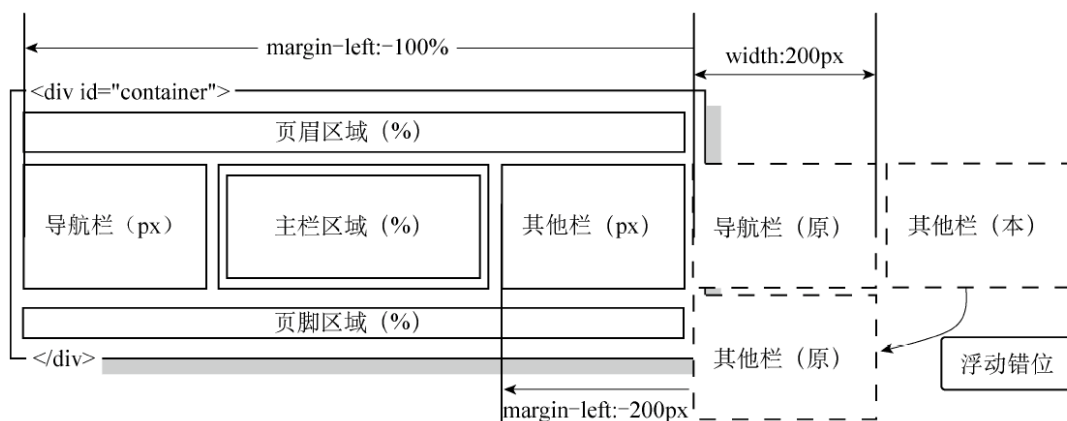 margin-left:-100%
width:200px
<div id="container">
页眉区域（%）
导航栏（px）
主栏区域（%）
其他栏（px）
导航栏（原）
其他栏（本）
页脚区域（%）
</div>
其他栏（原）
浮动错位
margin-left:-200px